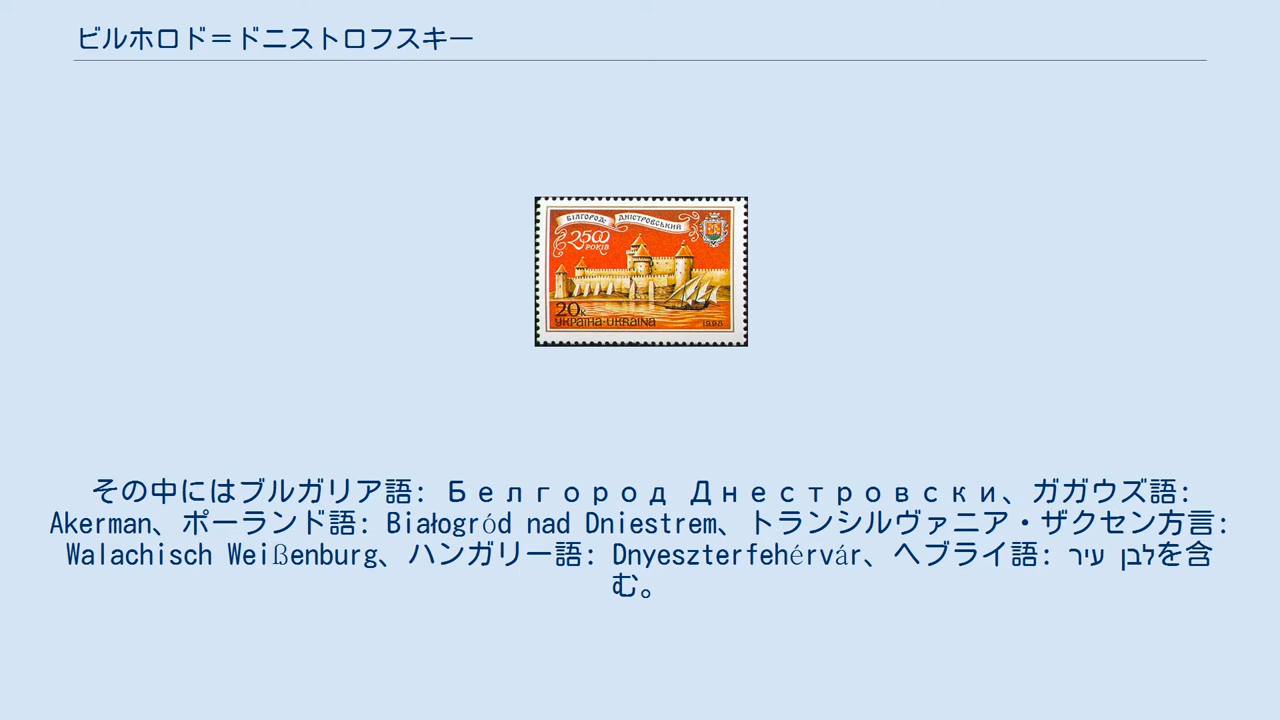 ビルホロド＝ドニストロフスキー
БІЛГОРОД-ДНІСТРОВСЬКИЙ
2500
РОКІВ
20к
УКРАЇНА·UKRAINA
1998
その中にはブルガリア語: Белгород Днестровски、ガガウズ語:
Akerman、ポーランド語: Białogród nad Dniestrem、トランシルヴァニア・ザクセン方言:
Walachisch Weißenburg、ハンガリー語: Dnyeszterfehérvár、ヘブライ語: לבן עירを含
む。